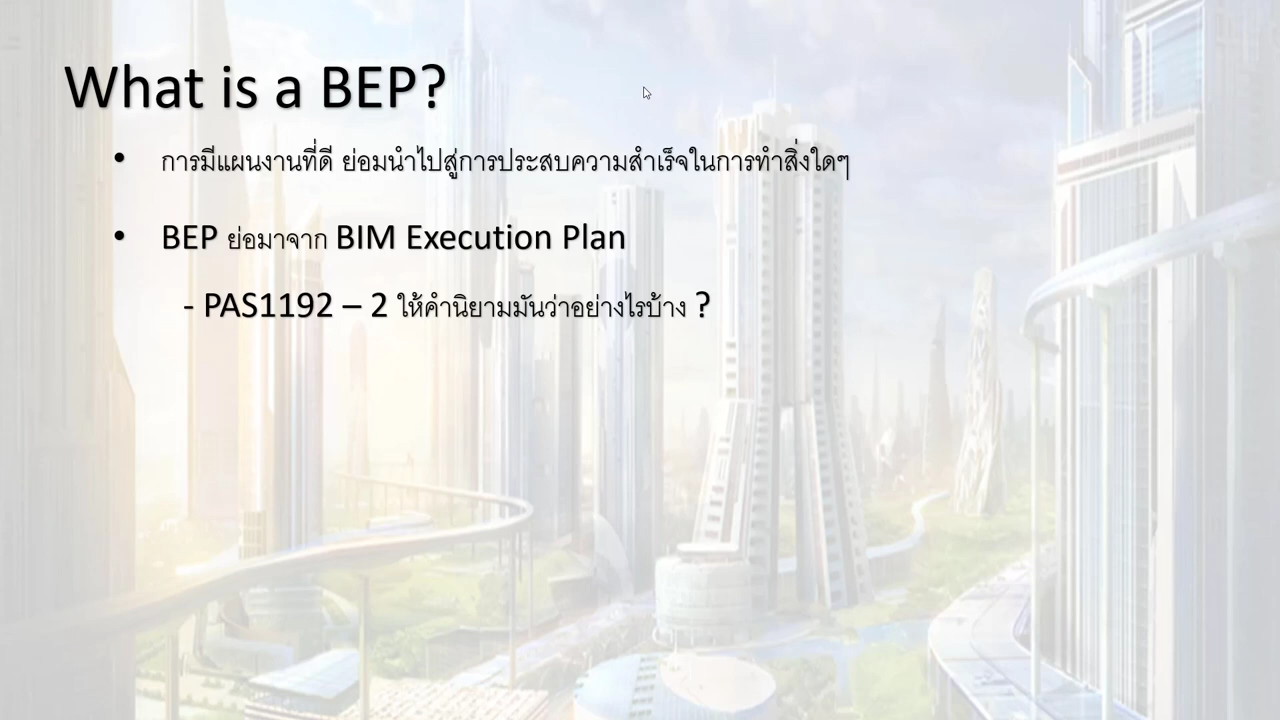 What is a BEP?
• การมีแผนงานที่ดี ย่อมนำไปสู่การประสบความสำเร็จในการทำสิ่งใดๆ
• BEP ย่อมาจาก BIM Execution Plan
- PAS1192 – 2 ให้คำนิยามมันว่าอย่างไรบ้าง ?